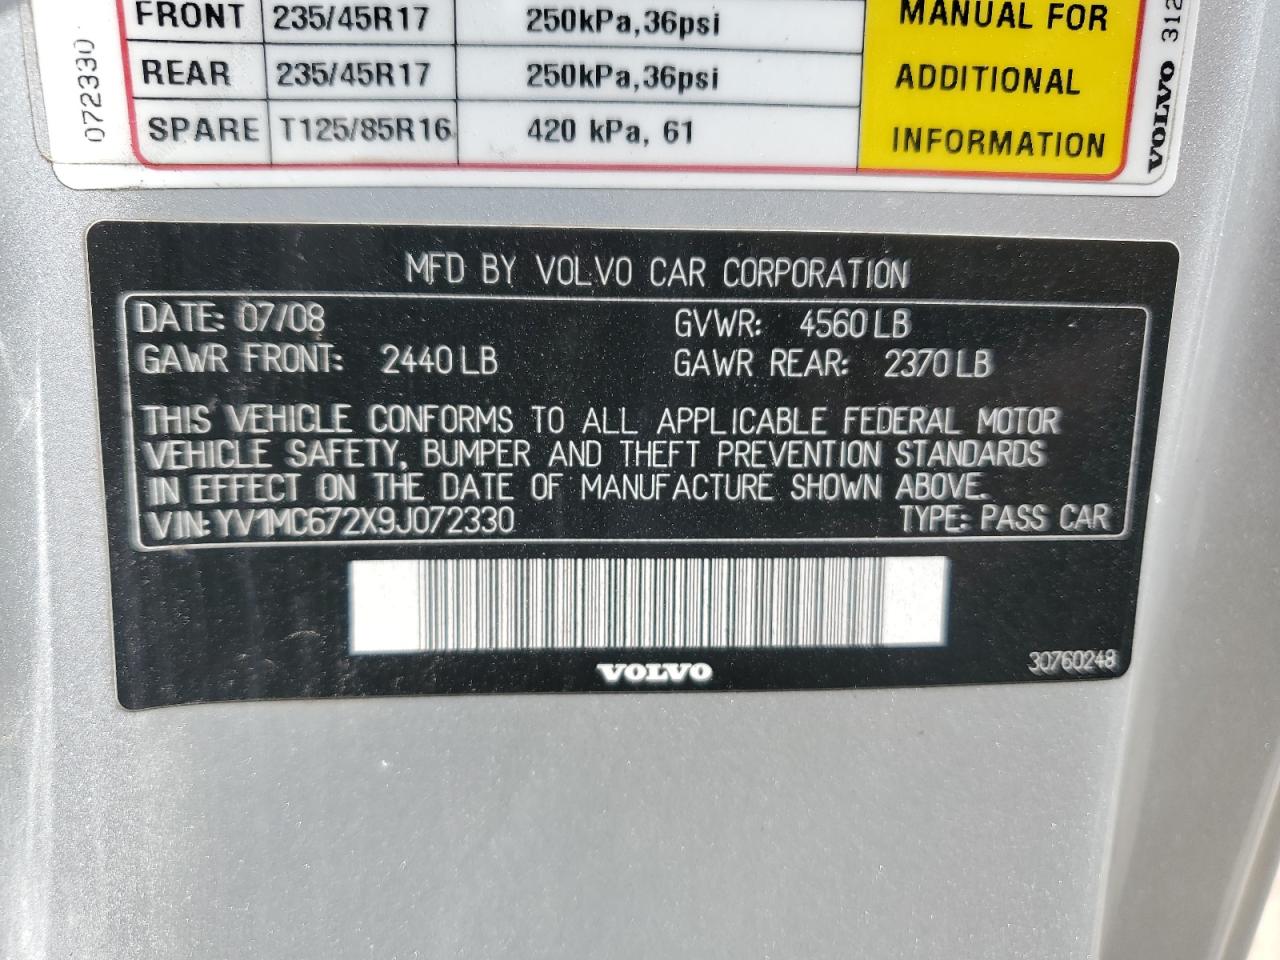 FRONT 235/45R17 250kPa,36psi
REAR 235/45R17 250kPa,36psi
SPARE T125/85R16 420 kPa, 61
MANUAL FOR
ADDITIONAL
INFORMATION
072330
VOLVO 312
MFD BY VOLVO CAR CORPORATION
DATE: 07/08 GVWR: 4560 LB
GAWR FRONT: 2440 LB GAWR REAR: 2370 LB
THIS VEHICLE CONFORMS TO ALL APPLICABLE FEDERAL MOTOR
VEHICLE SAFETY, BUMPER AND THEFT PREVENTION STANDARDS
IN EFFECT ON THE DATE OF MANUFACTURE SHOWN ABOVE.
VIN: YV1MC672X9J072330 TYPE: PASS CAR
VOLVO
30760248